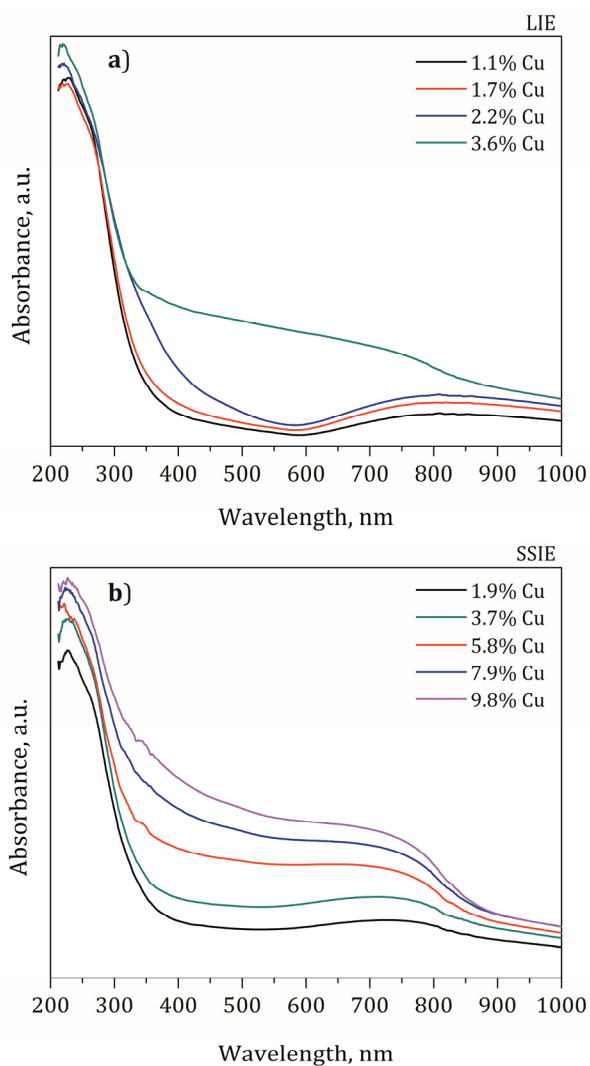 LIE
a)
1.1% Cu
1.7% Cu
2.2% Cu
3.6% Cu
Absorbance, a.u.
200 300 400 500 600 700 800 900 1000
Wavelength, nm
SSIE
b)
1.9% Cu
3.7% Cu
5.8% Cu
7.9% Cu
9.8% Cu
Absorbance, a.u.
200 300 400 500 600 700 800 900 1000
Wavelength, nm